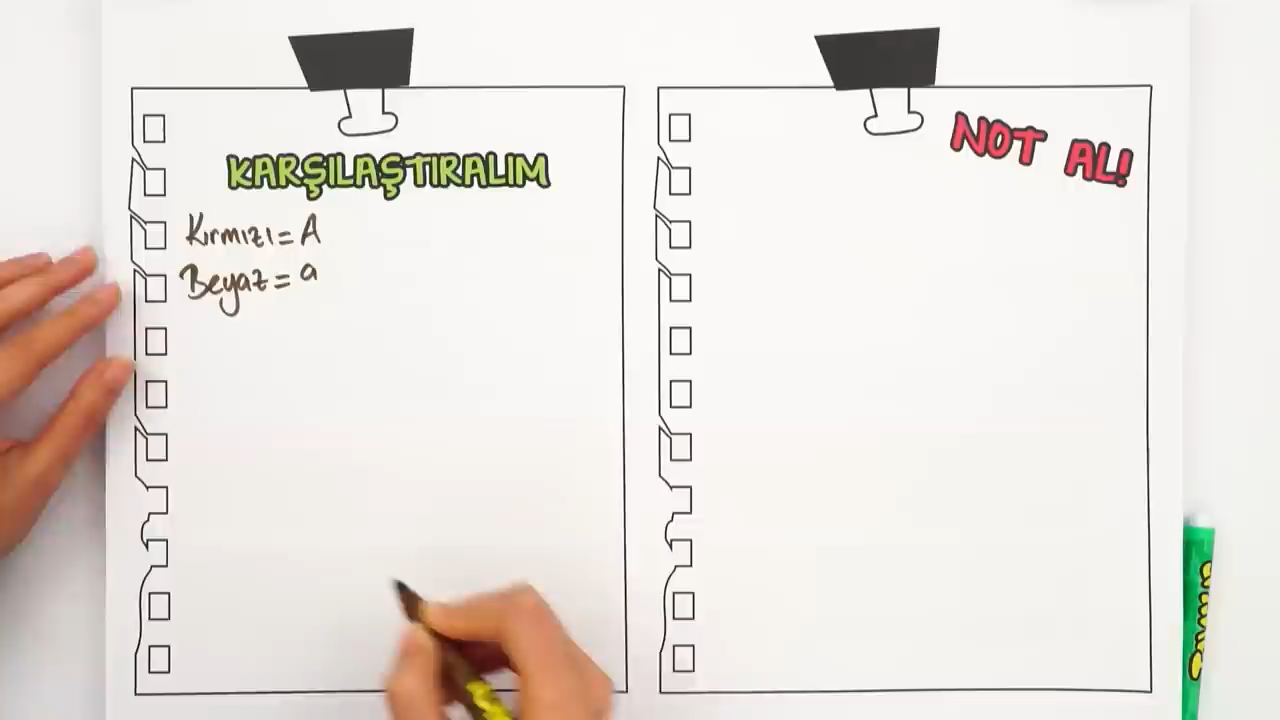 KARŞILAŞTIRALIM
Kırmızı = A
Beyaz = a
NOT AL!